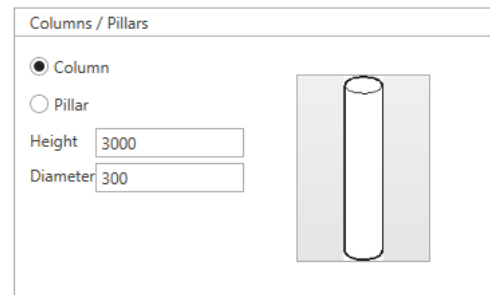 Columns / Pillars
Column
Pillar
Height 3000
Diameter 300